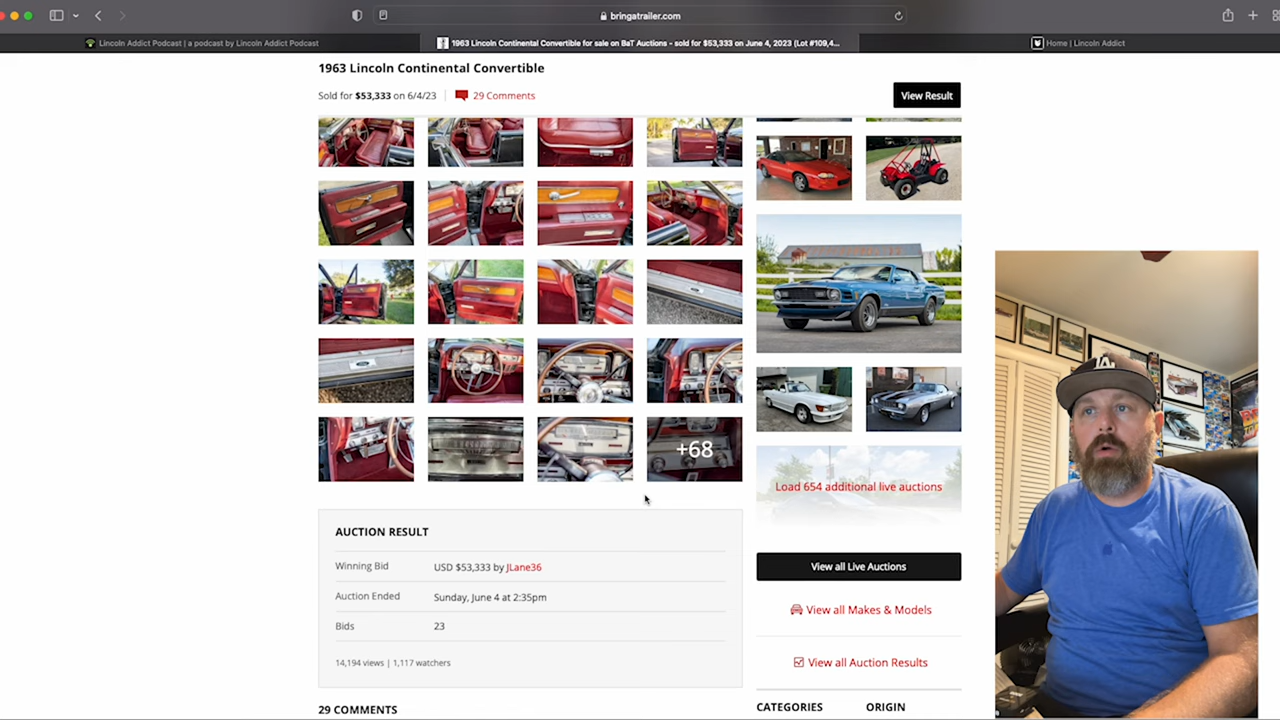 bringatrailer.com
Lincoln Addict Podcast | a podcast by Lincoln Addict Podcast
1963 Lincoln Continental Convertible for sale on BaT Auctions – sold for $53,333 on June 4, 2023 (Lot #109,4...
Home | Lincoln Addict
1963 Lincoln Continental Convertible
Sold for $53,333 on 6/4/23
29 Comments
View Result
+68
Load 654 additional live auctions
AUCTION RESULT
Winning Bid
USD $53,333 by JLane36
Auction Ended
Sunday, June 4 at 2:35pm
Bids
23
14,194 views | 1,117 watchers
View all Live Auctions
View all Makes & Models
View all Auction Results
29 COMMENTS
CATEGORIES
ORIGIN
LA